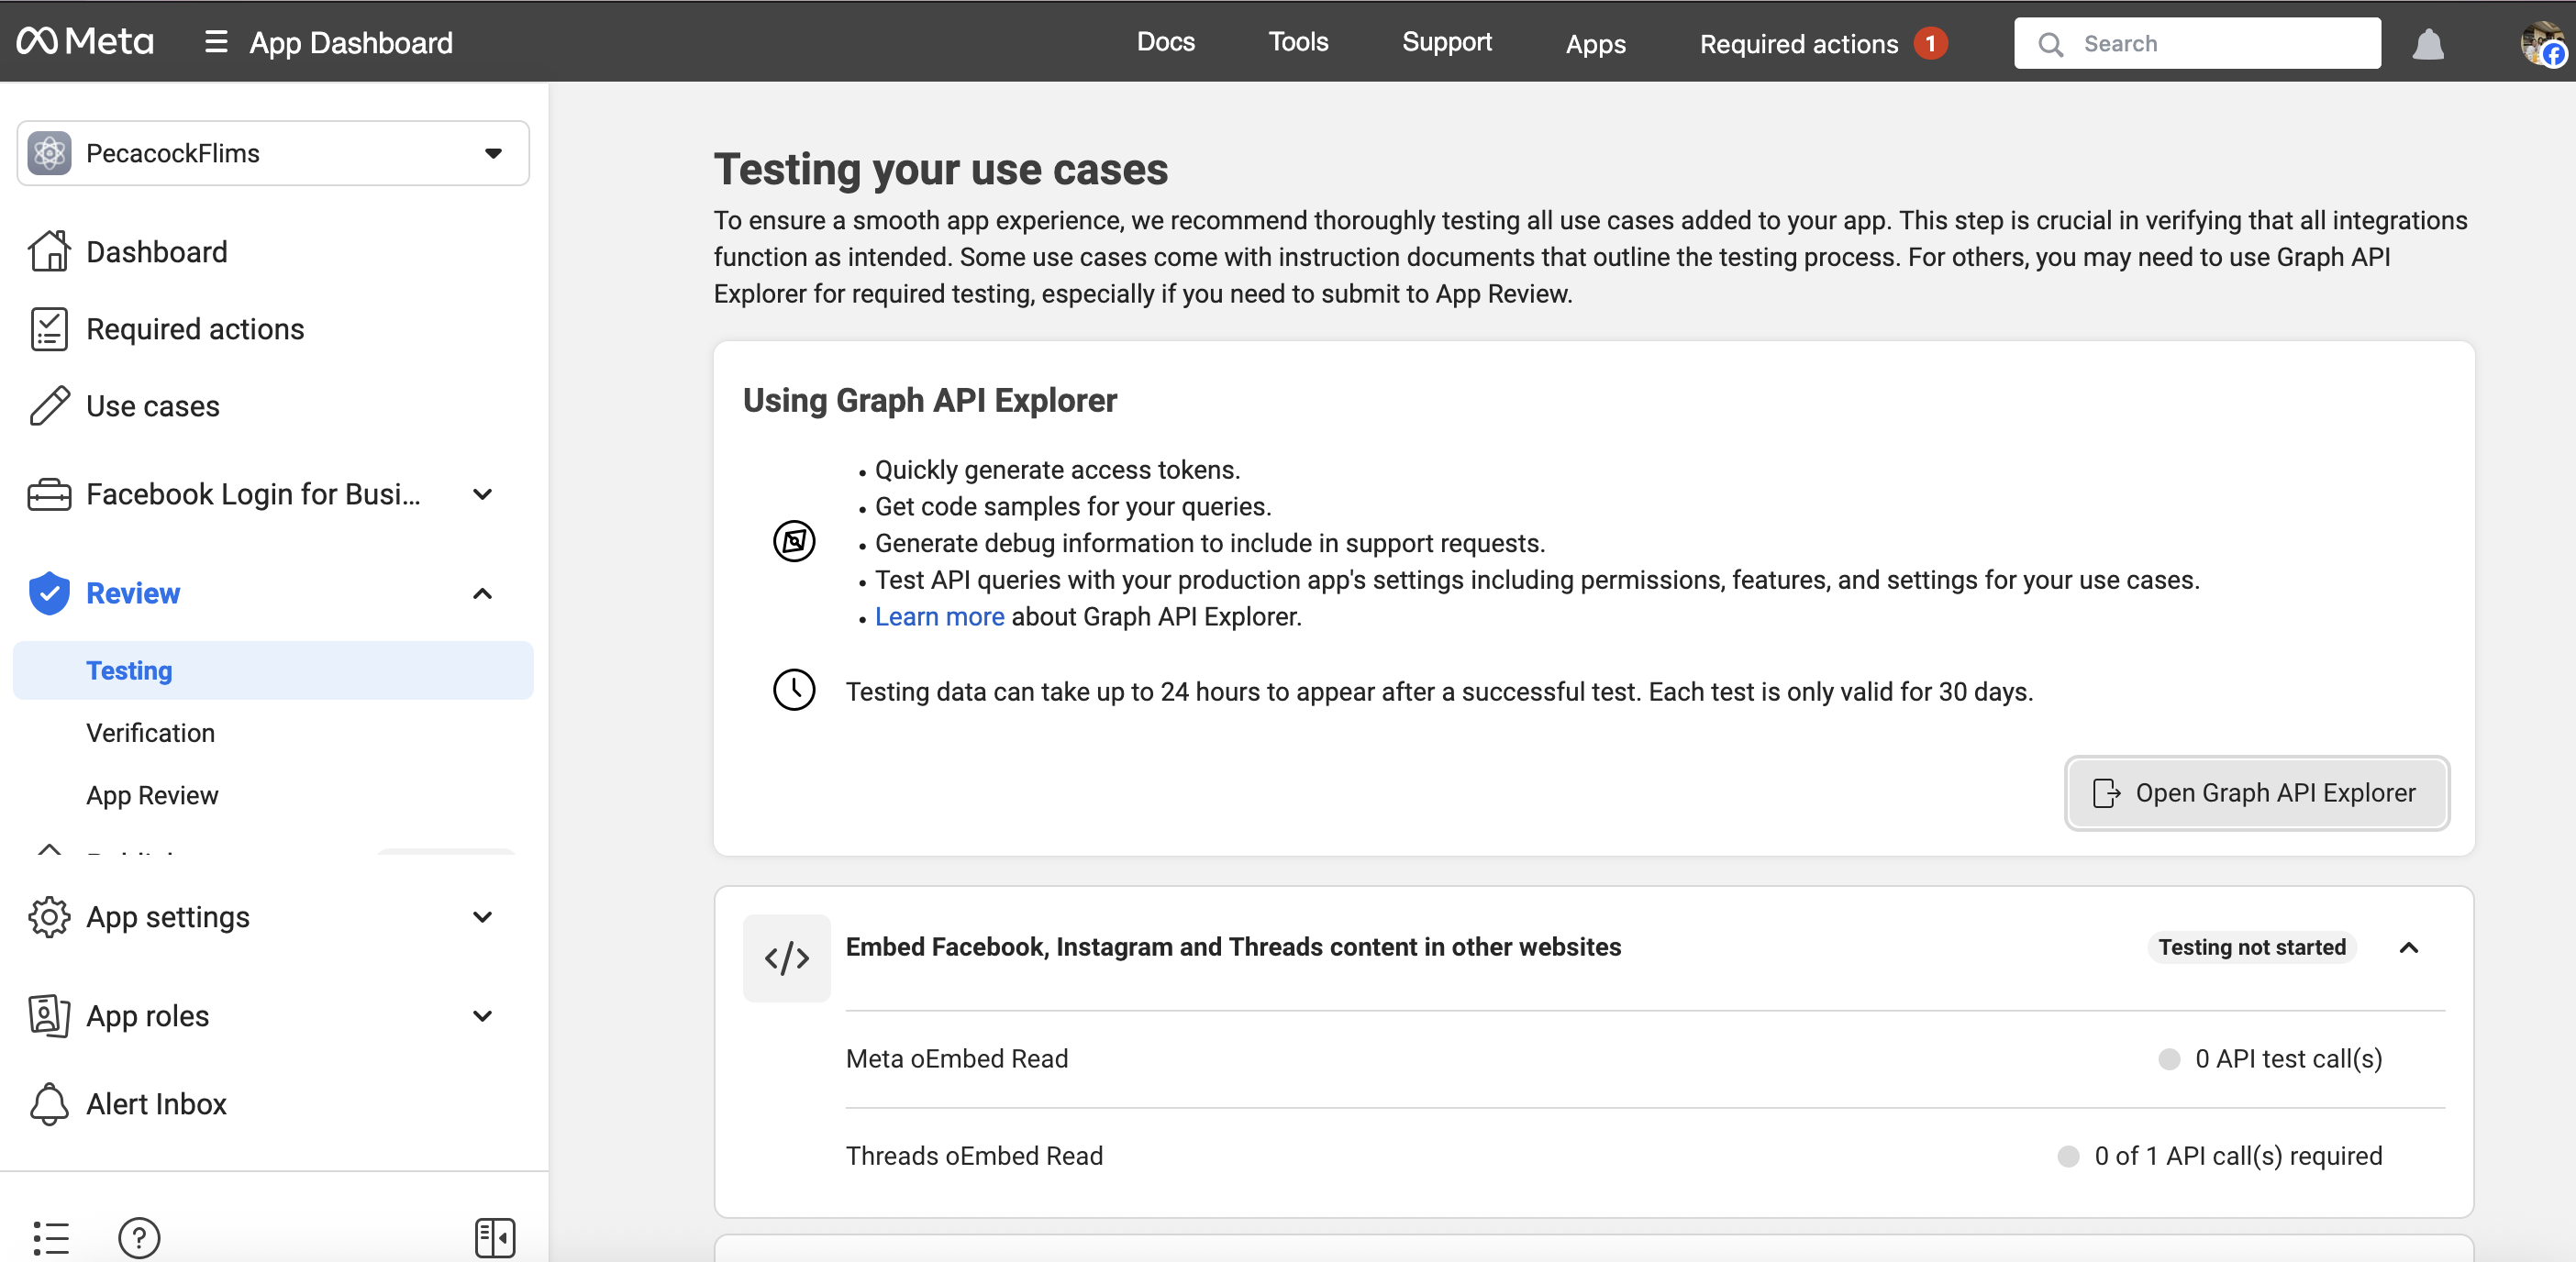 Meta
App Dashboard
Docs
Tools
Support
Apps
Required actions 1
Search
PecacockFlims
Dashboard
Required actions
Use cases
Facebook Login for Busi...
Review
Testing
Verification
App Review
App settings
App roles
Alert Inbox
Testing your use cases
To ensure a smooth app experience, we recommend thoroughly testing all use cases added to your app. This step is crucial in verifying that all integrations
function as intended. Some use cases come with instruction documents that outline the testing process. For others, you may need to use Graph API
Explorer for required testing, especially if you need to submit to App Review.
Using Graph API Explorer
• Quickly generate access tokens.
• Get code samples for your queries.
• Generate debug information to include in support requests.
• Test API queries with your production app's settings including permissions, features, and settings for your use cases.
• Learn more about Graph API Explorer.
Testing data can take up to 24 hours to appear after a successful test. Each test is only valid for 30 days.
Open Graph API Explorer
Embed Facebook, Instagram and Threads content in other websites
Testing not started
Meta oEmbed Read
0 API test call(s)
Threads oEmbed Read
0 of 1 API call(s) required